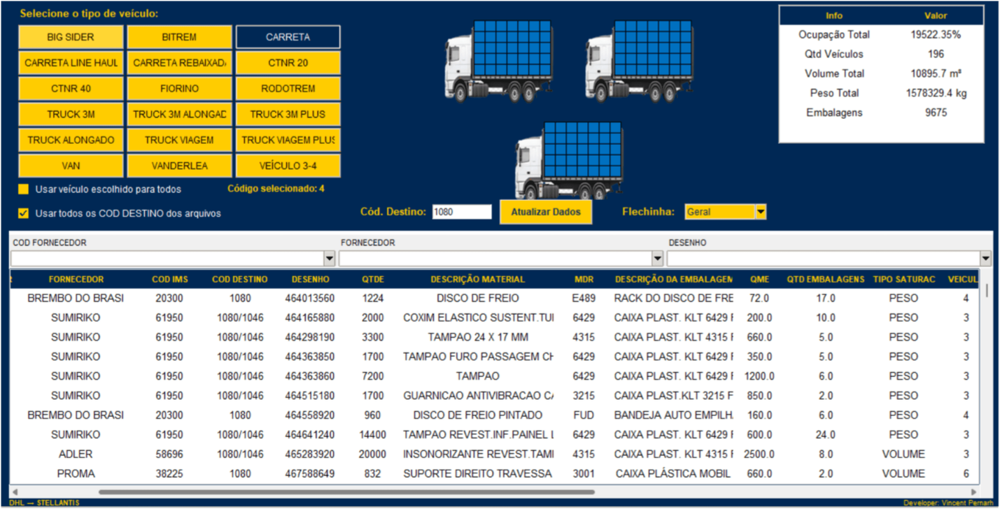 Selecione o tipo de veículo:
BIG SIDER BITREM CARRETA
CARRETA LINE HAUL CARRETA REBAIXADA CTNR 20
CTNR 40 FIORINO RODOTREM
TRUCK 3M TRUCK 3M ALONGAD TRUCK 3M PLUS
TRUCK ALONGADO TRUCK VIAGEM TRUCK VIAGEM PLUS
VAN VANDERLEA VEÍCULO 3-4
Usar veículo escolhido para todos Código selecionado: 4
Usar todos os COD DESTINO dos arquivos
Cód. Destino: 1080 Atualizar Dados Flechinha: Geral
Info Valor
Ocupação Total 19522.35%
Qtd Veículos 196
Volume Total 10895.7 m³
Peso Total 1578329.4 kg
Embalagens 9675
COD FORNECEDOR FORNECEDOR DESENHO
FORNECEDOR COD IMS COD DESTINO DESENHO QTDE DESCRIÇÃO MATERIAL MDR DESCRIÇÃO DA EMBALAGEM QME QTD EMBALAGENS TIPO SATURAC VEICUL
BREMBO DO BRASI 20300 1080 464013560 1224 DISCO DE FREIO E489 RACK DO DISCO DE FRE 72.0 17.0 PESO 4
SUMIRIKO 61950 1080/1046 464165880 2000 COXIM ELASTICO SUSTENT.TUI 6429 CAIXA PLAST. KLT 6429 200.0 10.0 PESO 3
SUMIRIKO 61950 1080/1046 464298190 3300 TAMPAO 24 X 17 MM 4315 CAIXA PLAST. KLT 4315 660.0 5.0 PESO 3
SUMIRIKO 61950 1080/1046 464363850 1700 TAMPAO FURO PASSAGEM CH 6429 CAIXA PLAST. KLT 6429 350.0 5.0 PESO 3
SUMIRIKO 61950 1080/1046 464363860 7200 TAMPAO 6429 CAIXA PLAST. KLT 6429 1200.0 6.0 PESO 3
SUMIRIKO 61950 1080/1046 464515180 1700 GUARNICAO ANTIVIBRACAO 3215 CAIXA PLAST.KLT 3215 F 850.0 2.0 PESO 3
BREMBO DO BRASI 20300 1080 464558920 960 DISCO DE FREIO PINTADO FUD BANDEJA AUTO EMPILH. 160.0 6.0 PESO 4
SUMIRIKO 61950 1080/1046 464641240 14400 TAMPAO REVEST.INF.PAINEL 6429 CAIXA PLAST. KLT 6429 600.0 24.0 PESO 3
ADLER 58696 1080/1046 465283920 20000 INSONORIZANTE REVEST.TAMI 4315 CAIXA PLAST. KLT 4315 2500.0 8.0 VOLUME 3
PROMA 38225 1080 467588649 832 SUPORTE DIREITO TRAVESSA 3001 CAIXA PLÁSTICA MOBIL 660.0 2.0 VOLUME 6
DHL — STELLANTIS Developer: Vincent Pernarh